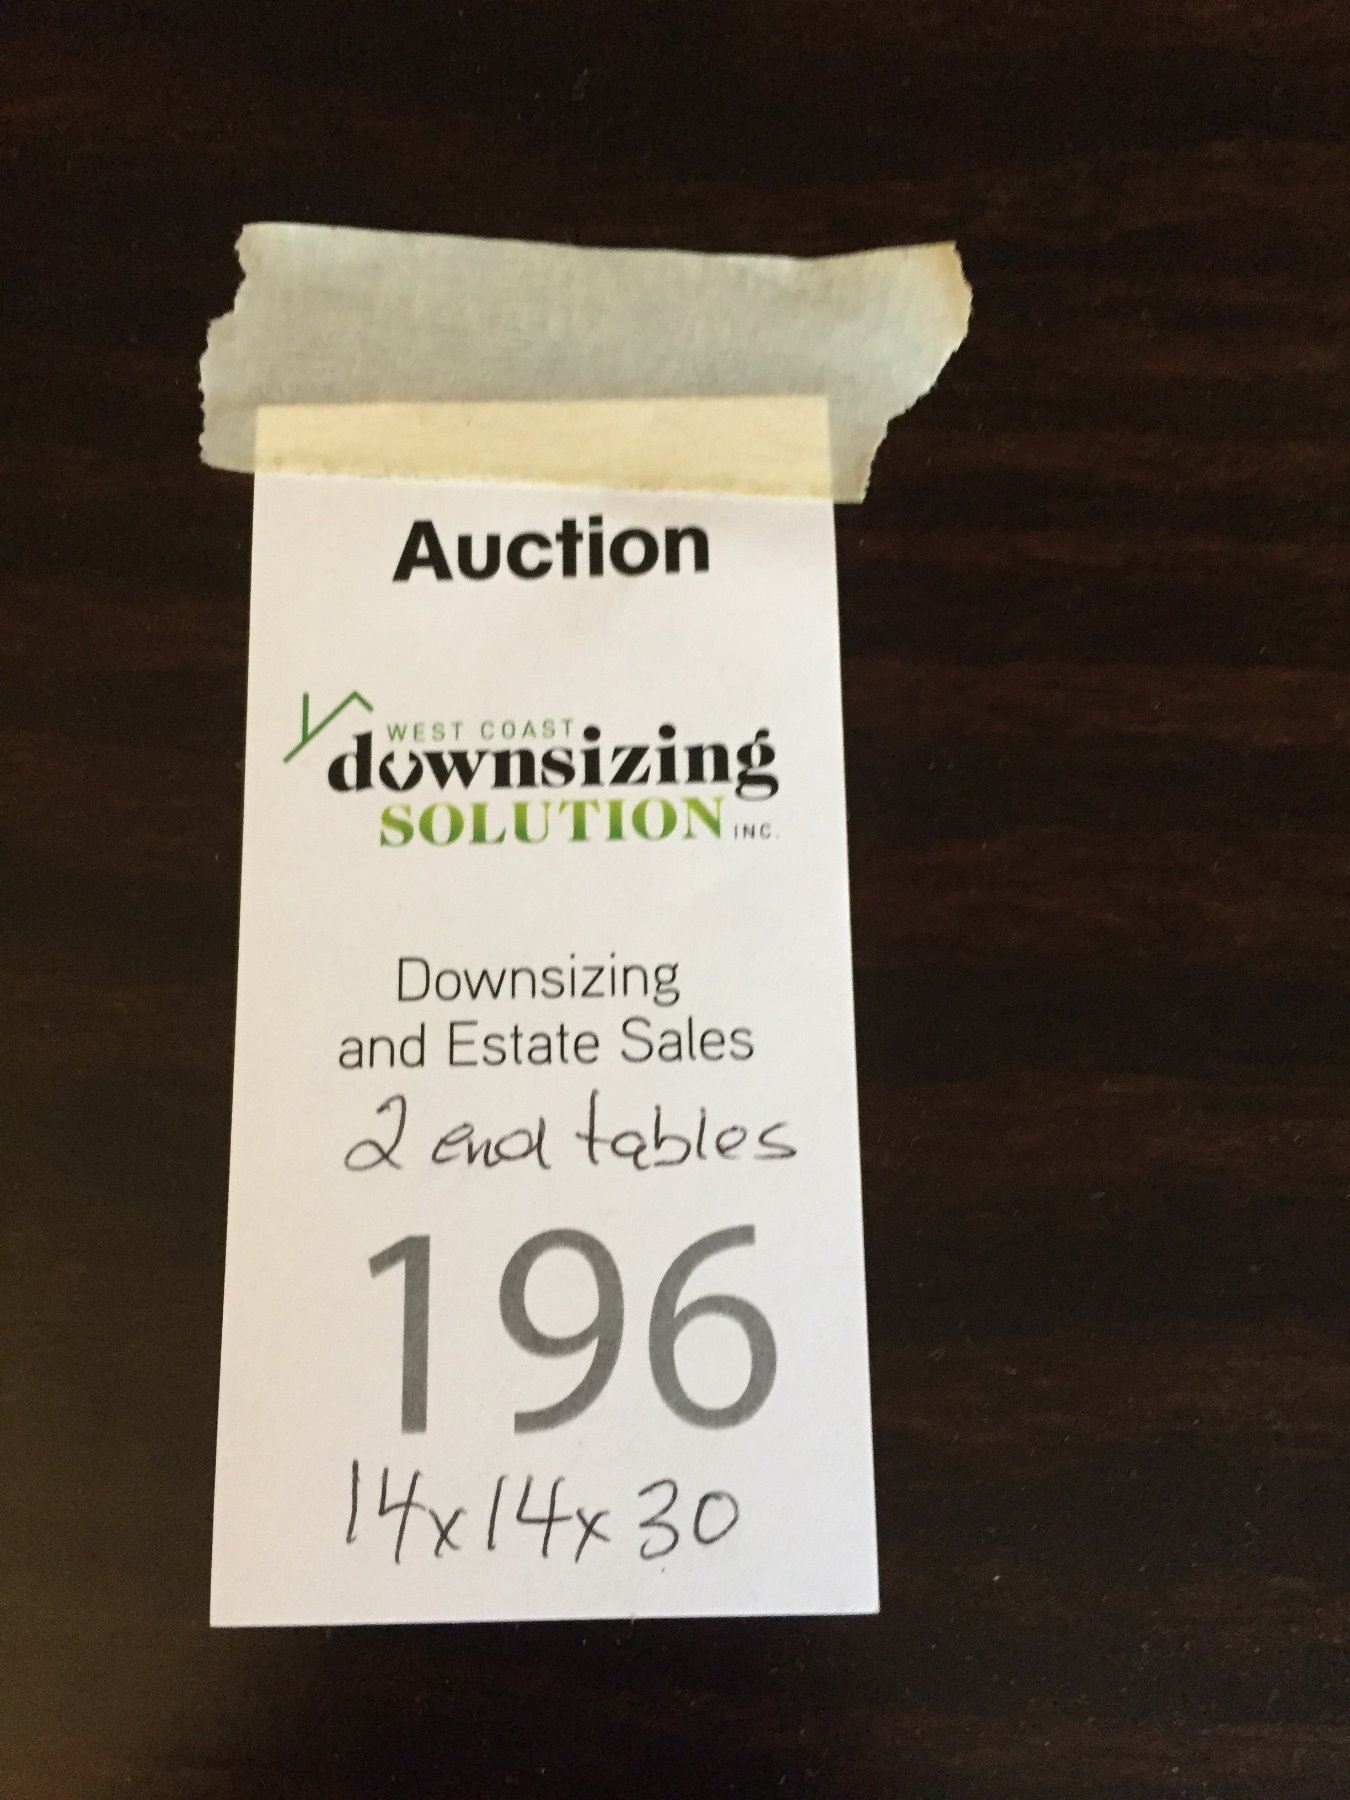 Auction
WEST COAST
downsizing
SOLUTION INC.
Downsizing
and Estate Sales
2 end tables
196
14x14x30